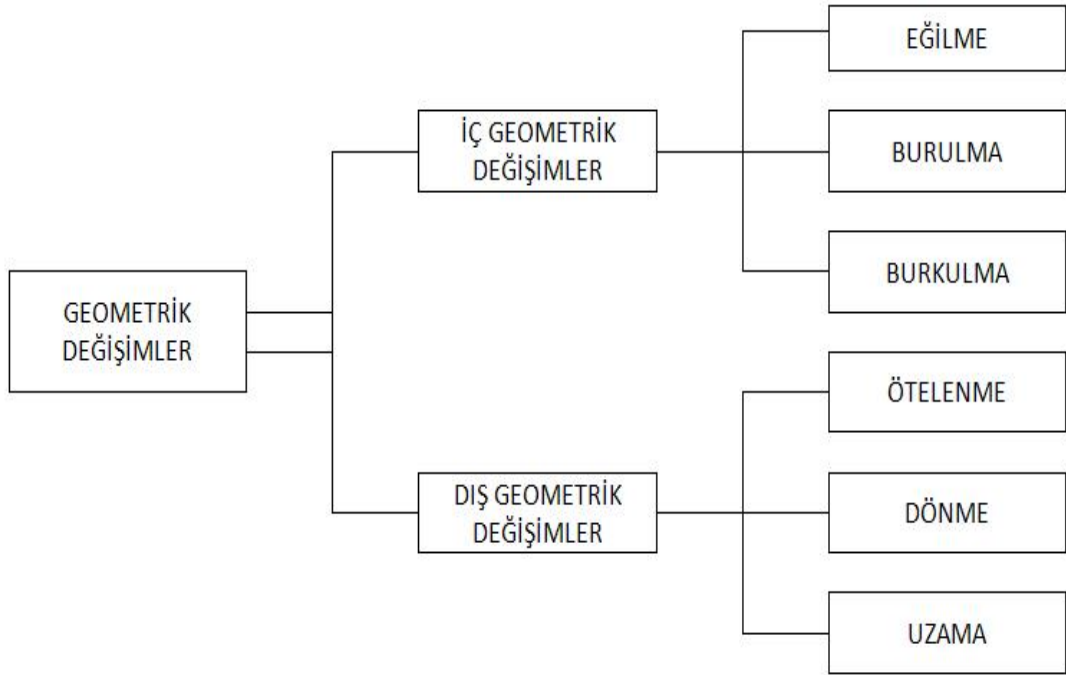 EĞİLME
İÇ GEOMETRİK
DEĞİŞİMLER
BURULMA
BURKULMA
GEOMETRİK
DEĞİŞİMLER
ÖTELENME
DIŞ GEOMETRİK
DEĞİŞİMLER
DÖNME
UZAMA